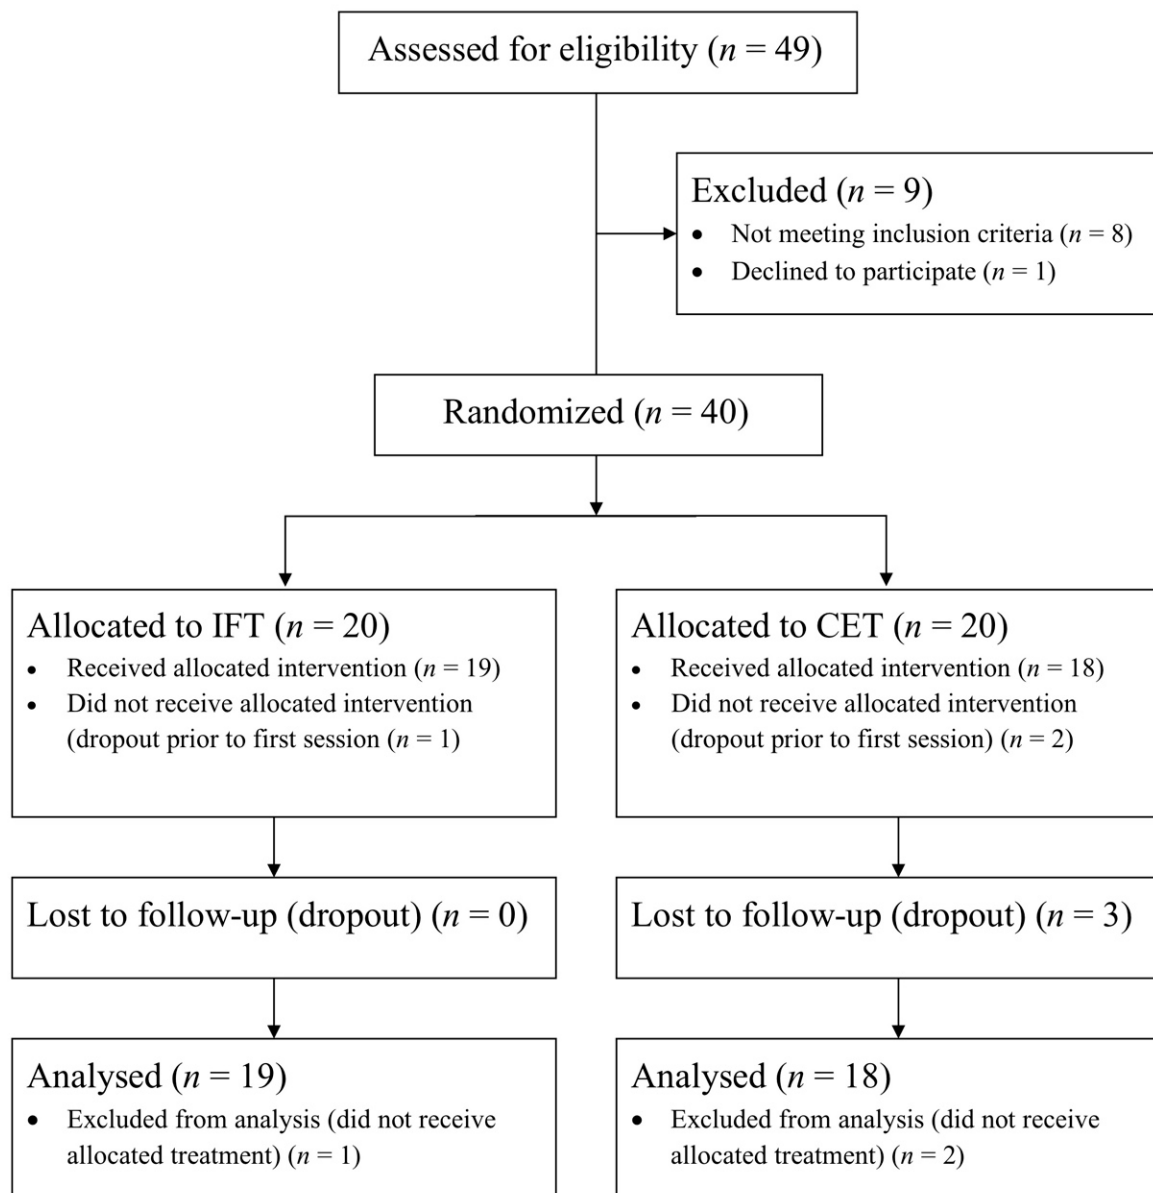 Assessed for eligibility (n = 49)
Excluded (n = 9)
• Not meeting inclusion criteria (n = 8)
• Declined to participate (n = 1)
Randomized (n = 40)
Allocated to IFT (n = 20)
• Received allocated intervention (n = 19)
• Did not receive allocated intervention
(dropout prior to first session (n = 1)
Allocated to CET (n = 20)
• Received allocated intervention (n = 18)
• Did not receive allocated intervention
(dropout prior to first session) (n = 2)
Lost to follow-up (dropout) (n = 0)
Lost to follow-up (dropout) (n = 3)
Analysed (n = 19)
• Excluded from analysis (did not receive
allocated treatment) (n = 1)
Analysed (n = 18)
• Excluded from analysis (did not receive
allocated treatment) (n = 2)